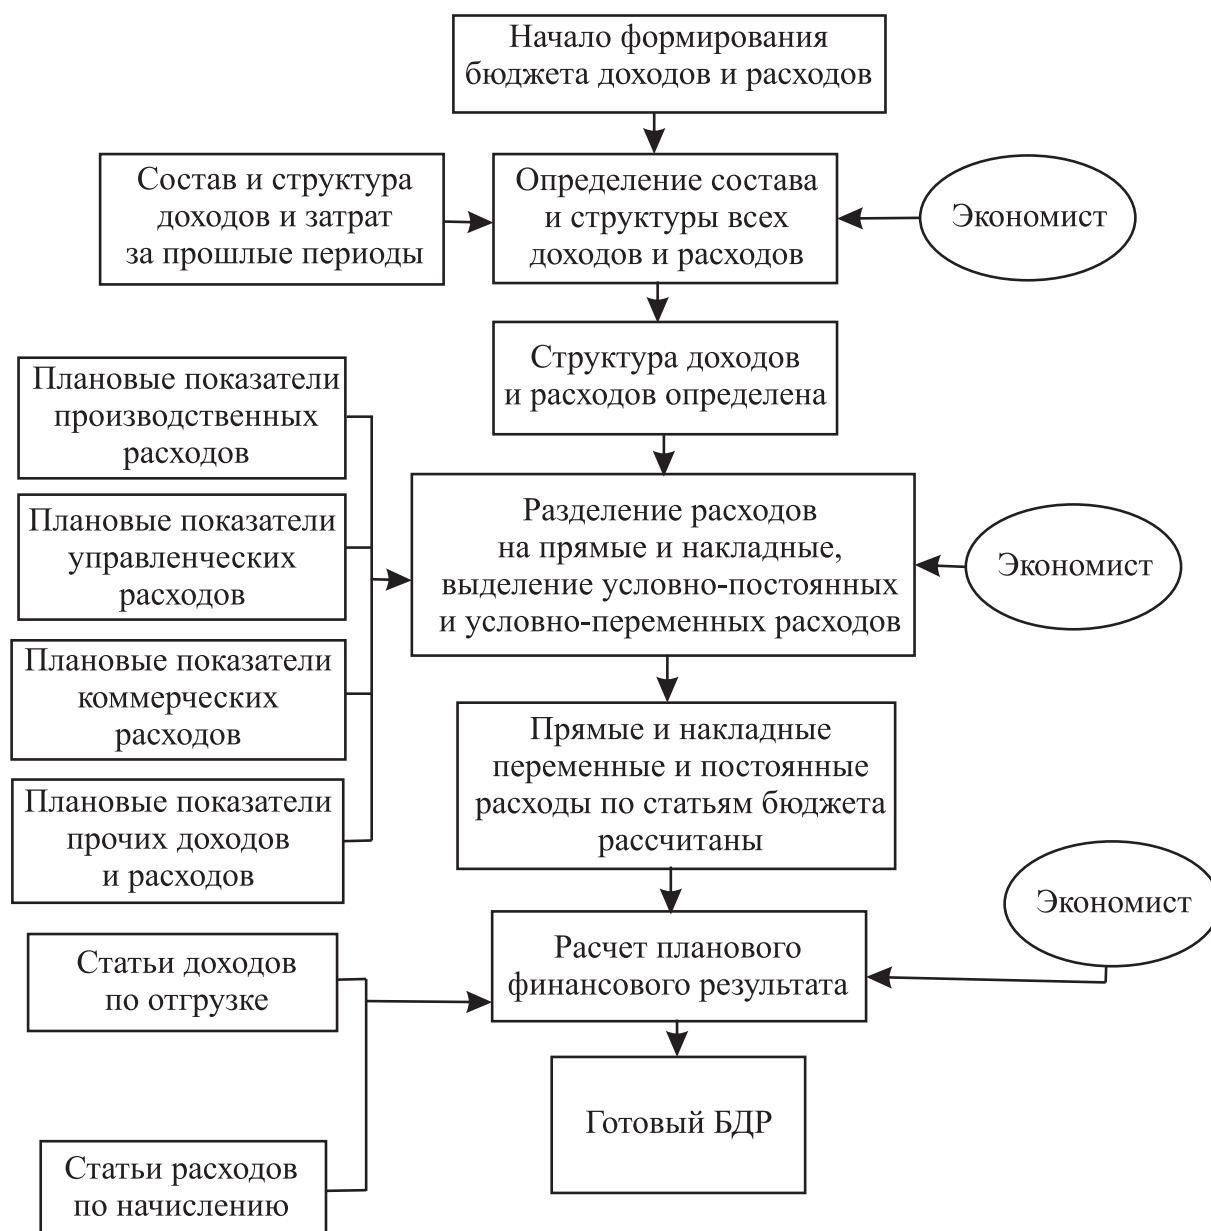 Начало формирования
бюджета доходов и расходов
Состав и структура
доходов и затрат
за прошлые периоды
Определение состава
и структуры всех
доходов и расходов
Экономист
Структура доходов
и расходов определена
Плановые показатели
производственных
расходов
Плановые показатели
управленческих
расходов
Плановые показатели
коммерческих
расходов
Плановые показатели
прочих доходов
и расходов
Разделение расходов
на прямые и накладные,
выделение условно-постоянных
и условно-переменных расходов
Экономист
Прямые и накладные
переменные и постоянные
расходы по статьям бюджета
рассчитаны
Экономист
Статьи доходов
по отгрузке
Расчет планового
финансового результата
Статьи расходов
по начислению
Готовый БДР